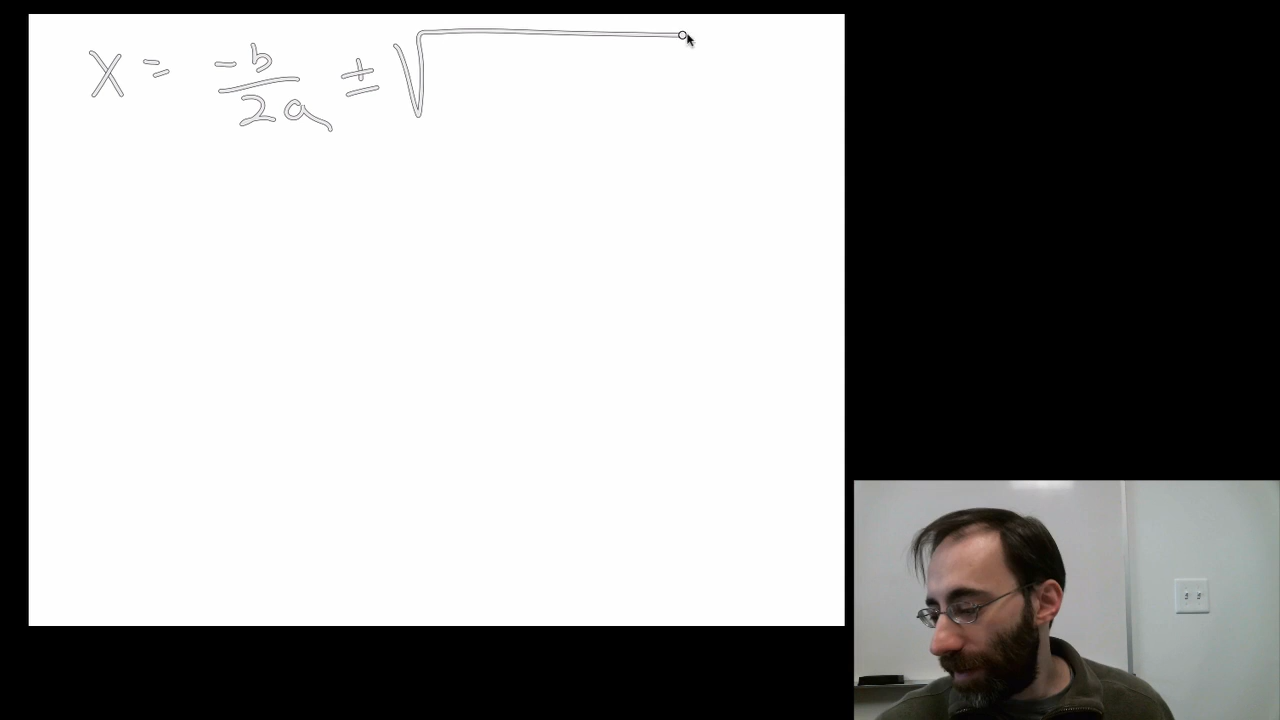 x = -b/2a ± √